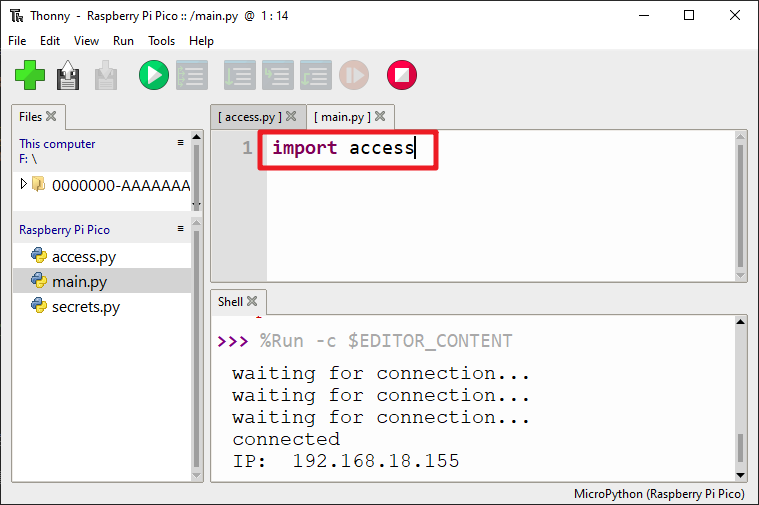 Thonny - Raspberry Pi Pico :: /main.py @ 1 : 14
File Edit View Run Tools Help
Files
This computer
F: \
0000000-AAAAAAA
Raspberry Pi Pico
access.py
main.py
secrets.py
[ access.py ] [ main.py ]
1 import access
Shell
>>> %Run -c $EDITOR_CONTENT
waiting for connection...
waiting for connection...
waiting for connection...
connected
IP: 192.168.18.155
MicroPython (Raspberry Pi Pico)